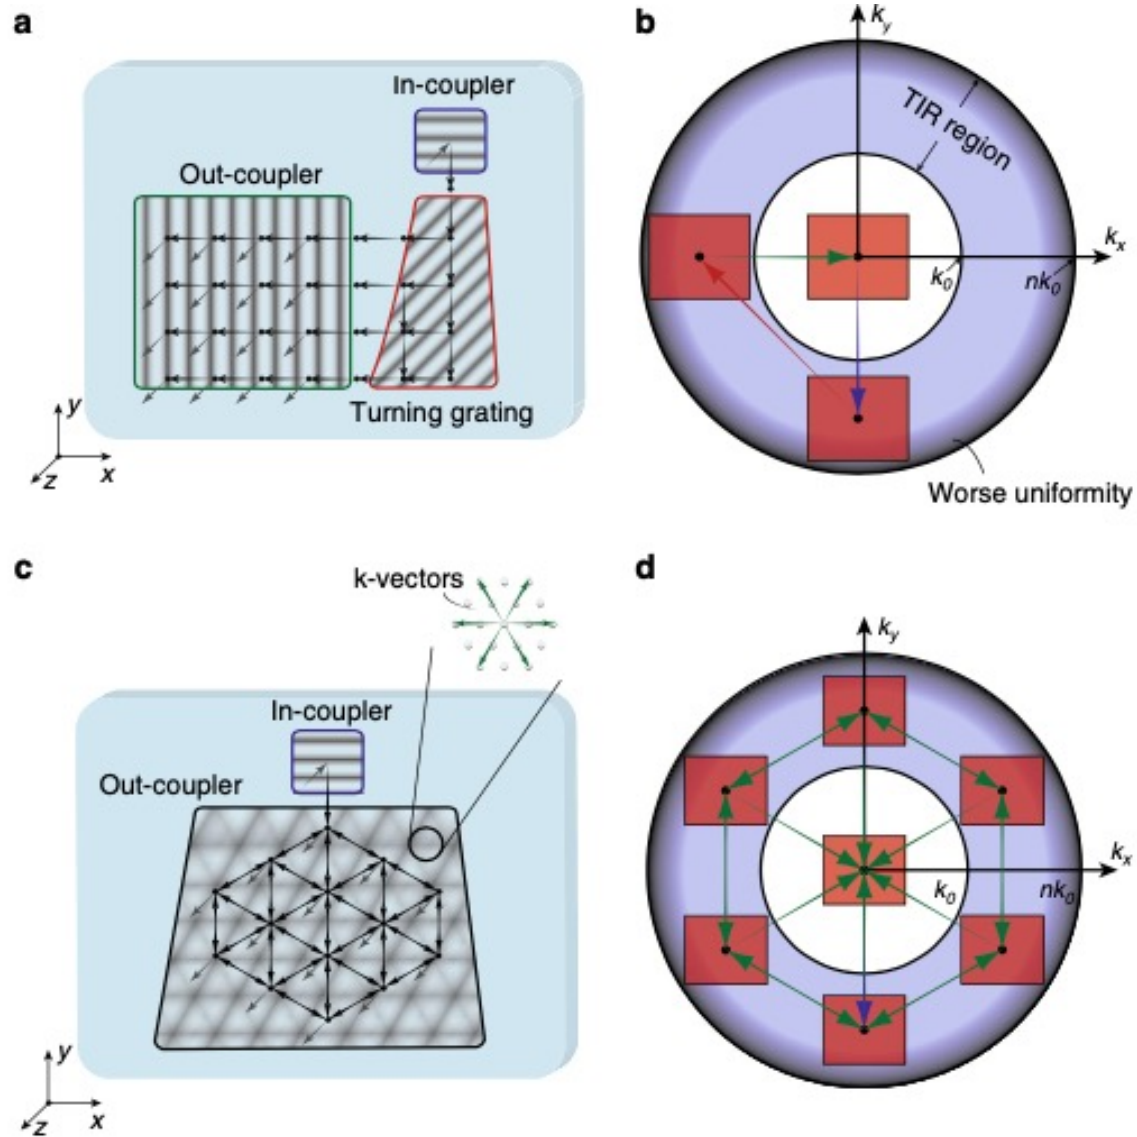 a
In-coupler
Out-coupler
Turning grating
y
x
z
b
k_y
TIR region
k_x
k_0
nk_0
Worse uniformity
c
k-vectors
In-coupler
Out-coupler
y
x
z
d
k_y
k_x
k_0
nk_0